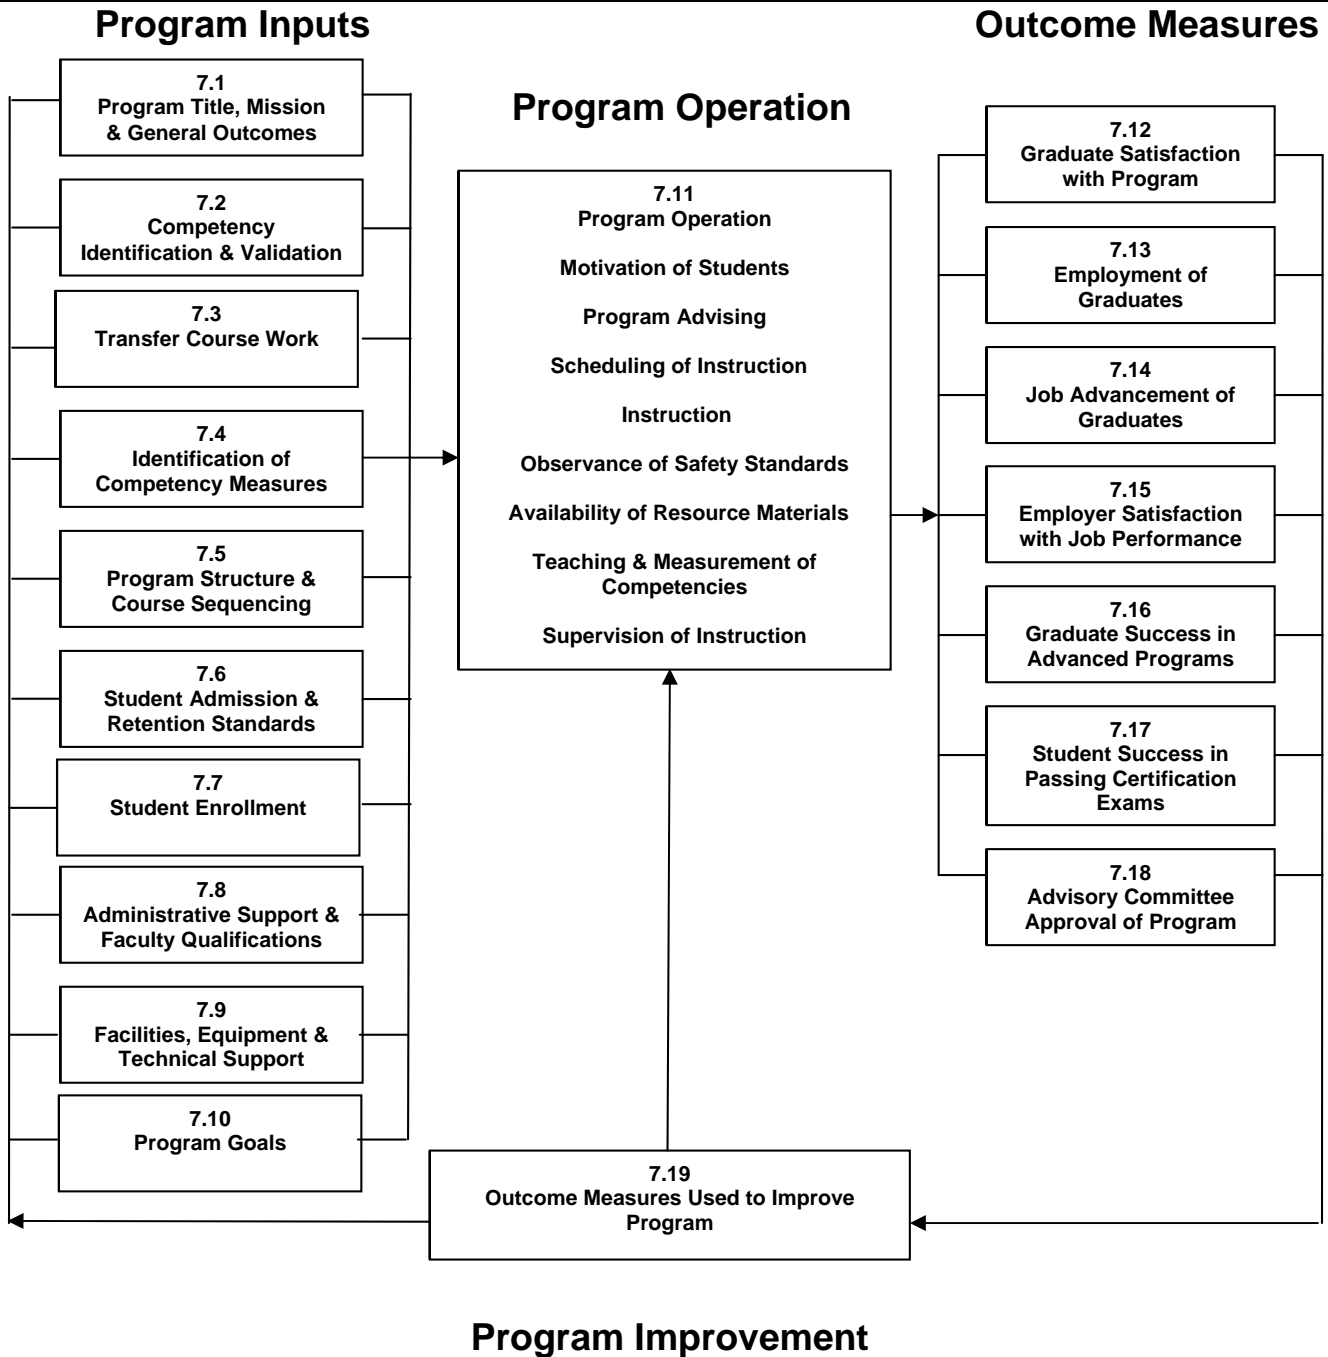 Program Inputs
7.1
Program Title, Mission
& General Outcomes
7.2
Competency
Identification & Validation
7.3
Transfer Course Work
7.4
Identification of
Competency Measures
7.5
Program Structure &
Course Sequencing
7.6
Student Admission &
Retention Standards
7.7
Student Enrollment
7.8
Administrative Support &
Faculty Qualifications
7.9
Facilities, Equipment &
Technical Support
7.10
Program Goals
Program Operation
7.11
Program Operation
Motivation of Students
Program Advising
Scheduling of Instruction
Instruction
Observance of Safety Standards
Availability of Resource Materials
Teaching & Measurement of
Competencies
Supervision of Instruction
Outcome Measures
7.12
Graduate Satisfaction
with Program
7.13
Employment of
Graduates
7.14
Job Advancement of
Graduates
7.15
Employer Satisfaction
with Job Performance
7.16
Graduate Success in
Advanced Programs
7.17
Student Success in
Passing Certification
Exams
7.18
Advisory Committee
Approval of Program
7.19
Outcome Measures Used to Improve
Program
Program Improvement